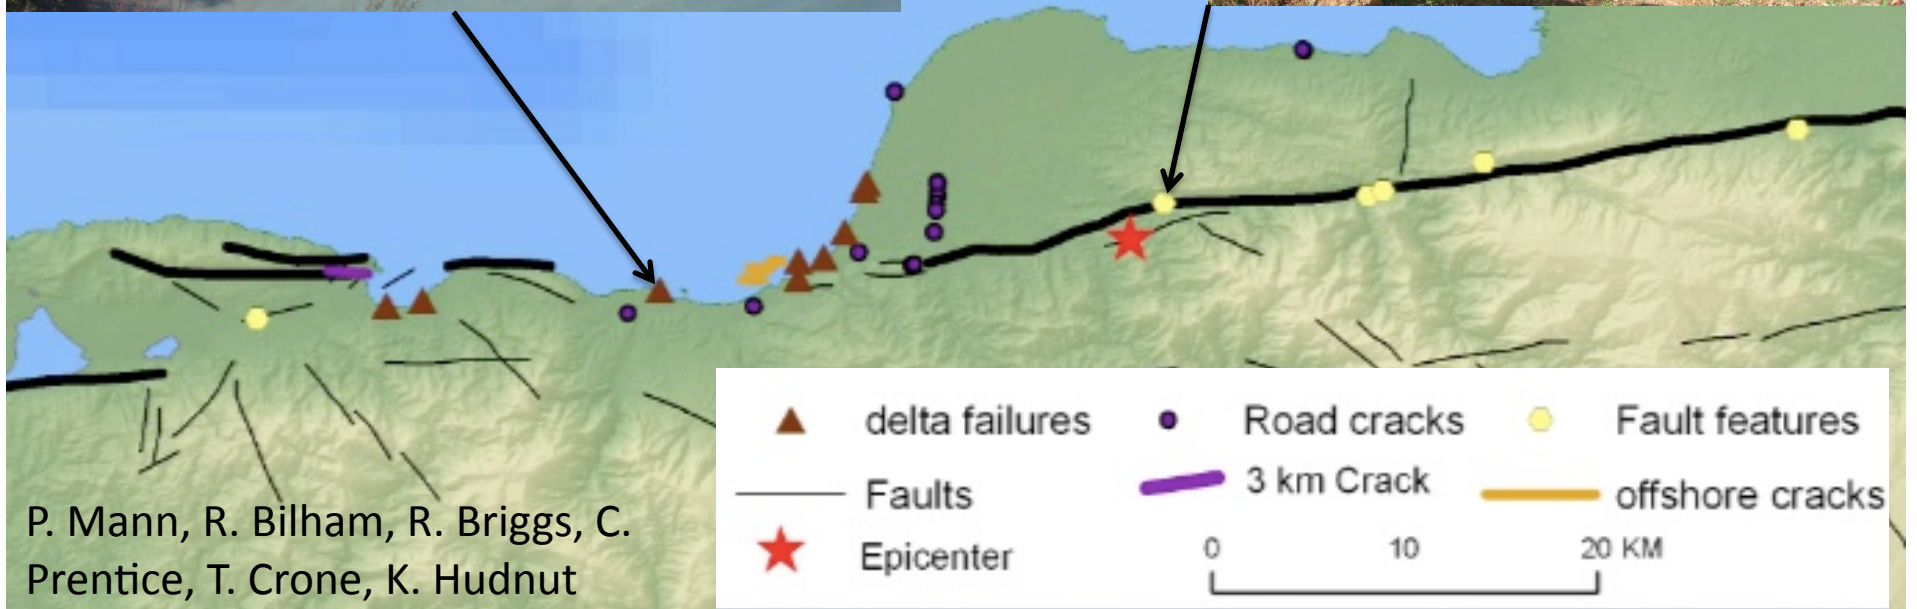 delta failures
Road cracks
Fault features
Faults
3 km Crack
offshore cracks
Epicenter
0 10 20 KM
P. Mann, R. Bilham, R. Briggs, C.
Prentice, T. Crone, K. Hudnut